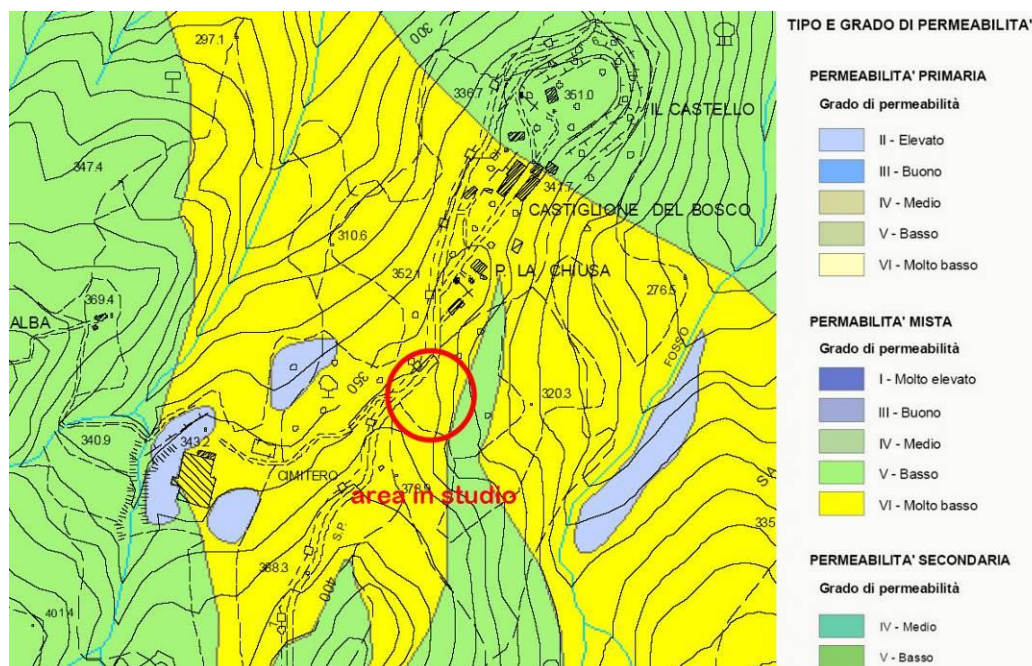 297.1
300
336.7
351.0
IL CASTELLO
347.4
341.7
CASTIGLIONE DEL BOSCO
310.6
352.1
P. LA CHIUSA
276.5
369.4
ALBA
FOSSO
350
320.3
340.9
343.2
CIMITERO
378.9
area in studio
S.P.
335
368.3
400
401.4
TIPO E GRADO DI PERMEABILITA'
PERMEABILITA' PRIMARIA
Grado di permeabilità
II - Elevato
III - Buono
IV - Medio
V - Basso
VI - Molto basso
PERMABILITA' MISTA
Grado di permeabilità
I - Molto elevato
III - Buono
IV - Medio
V - Basso
VI - Molto basso
PERMEABILITA' SECONDARIA
Grado di permeabilità
IV - Medio
V - Basso